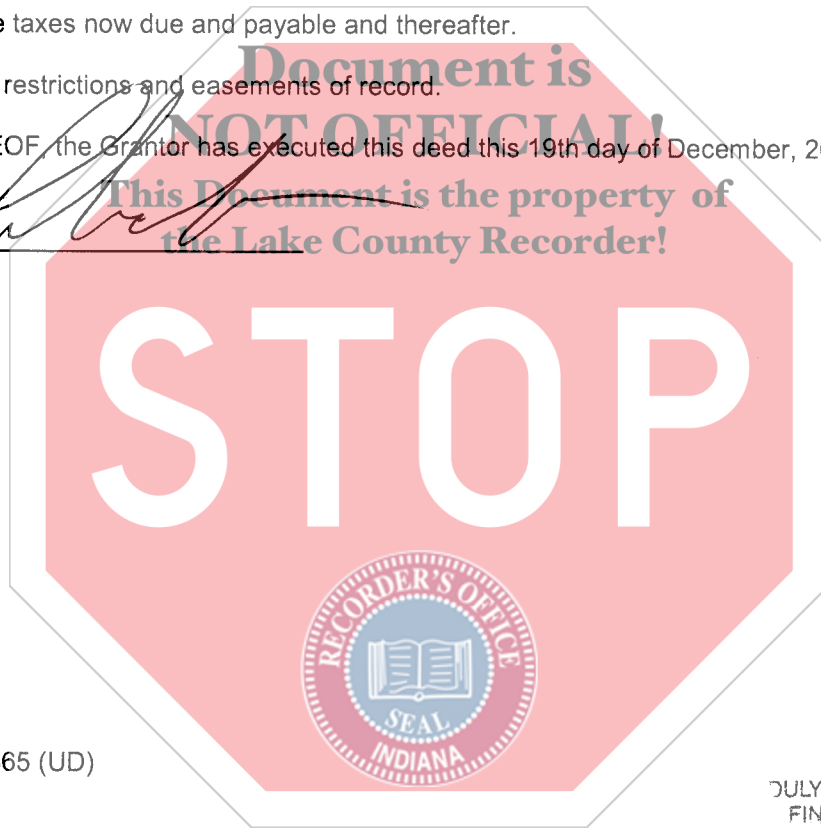 e taxes now due and payable and thereafter.
Document is
restrictions and easements of record.
NOT OFFICIAL!
EOF, the Grantor has executed this deed this 19th day of December, 20
This Document is the property of
the Lake County Recorder!
STOP
RECORDER'S OFFICE
SEAL
INDIANA
65 (UD)
DULY
FIN